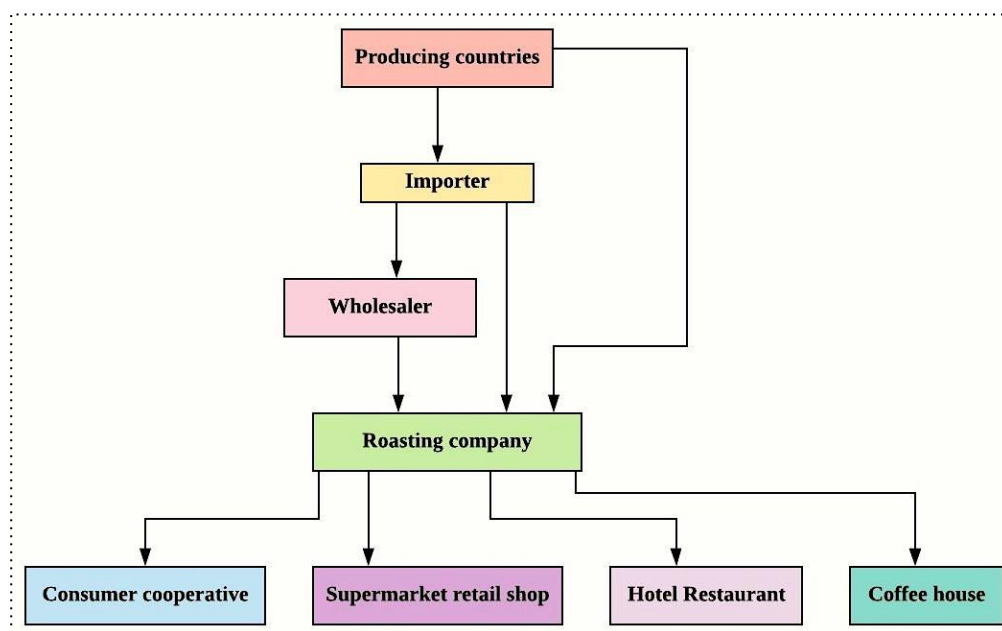 Producing countries
Importer
Wholesaler
Roasting company
Consumer cooperative
Supermarket retail shop
Hotel Restaurant
Coffee house